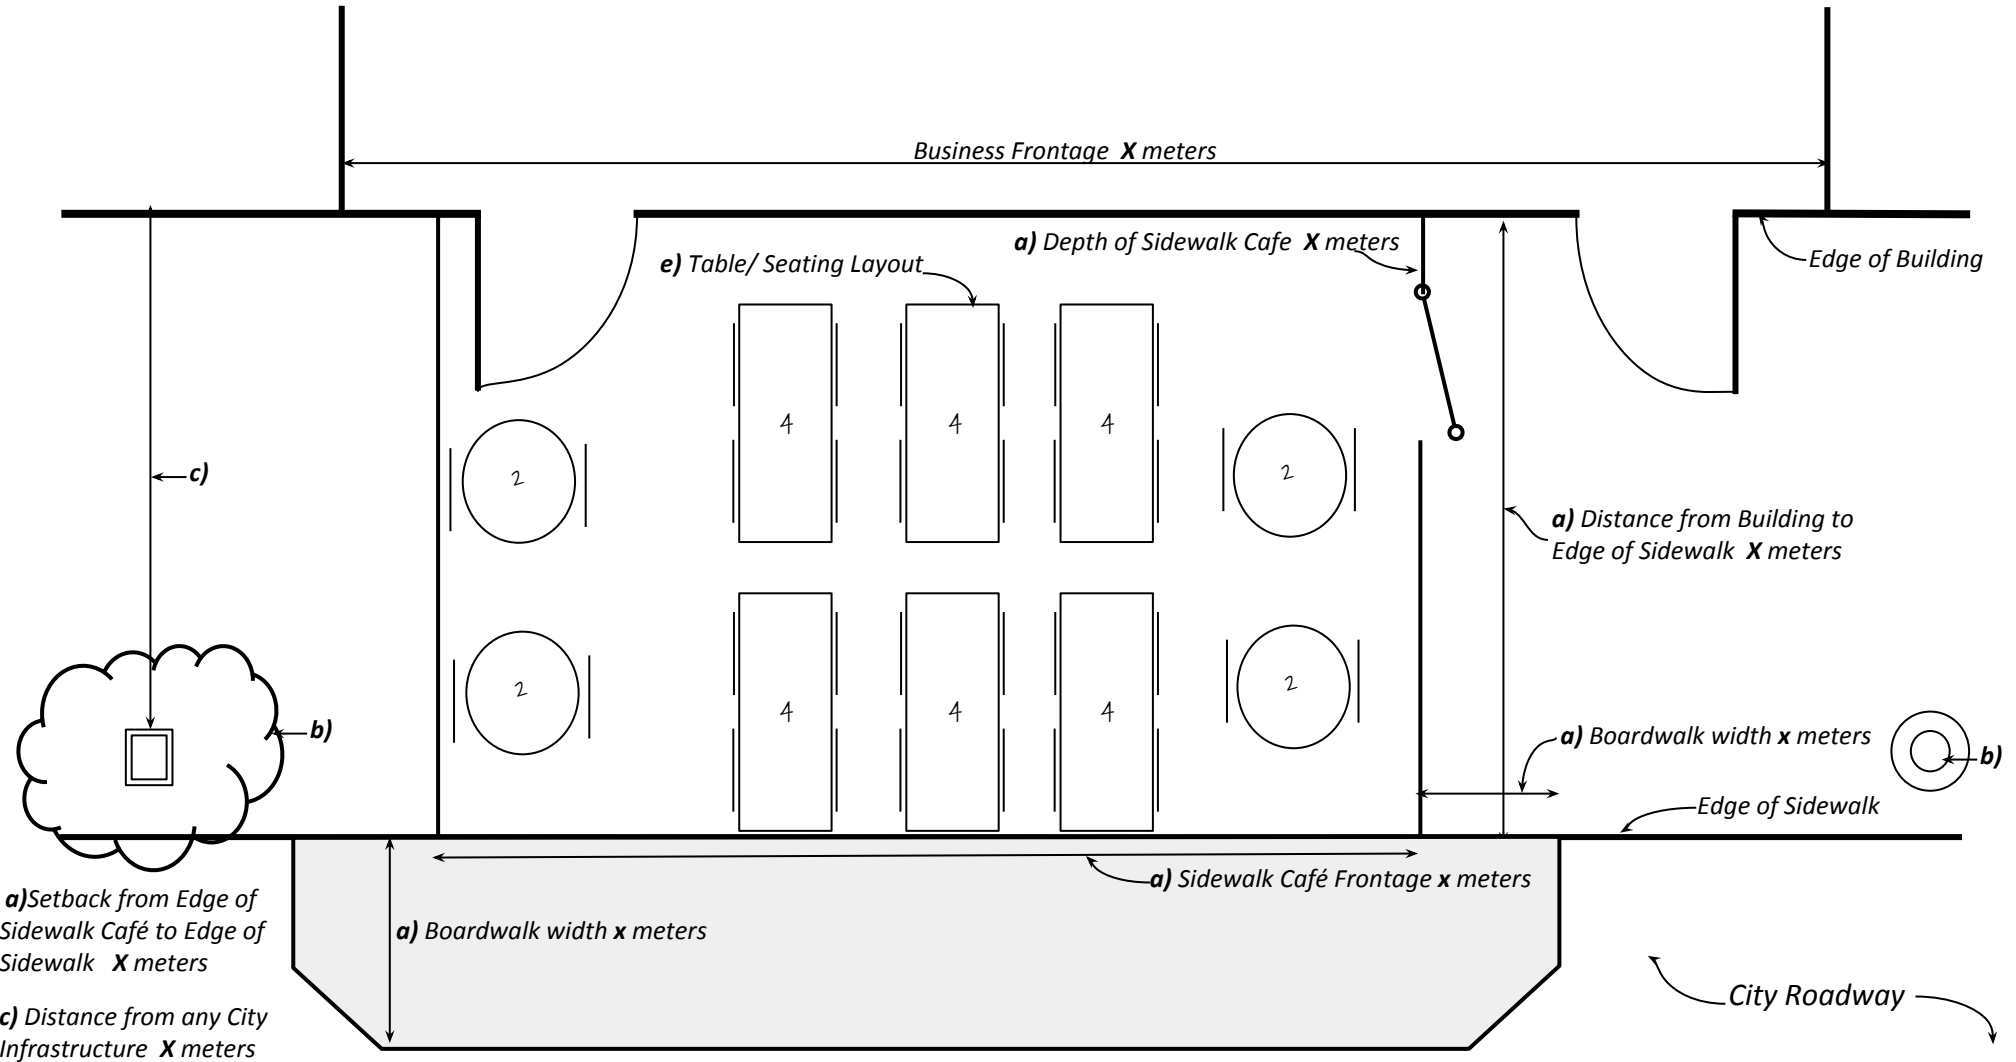 Business Frontage X meters
a) Depth of Sidewalk Cafe X meters
e) Table/ Seating Layout
Edge of Building
4 4 4
c)
2 2
a) Distance from Building to
Edge of Sidewalk X meters
2 2
4 4 4
b)
a) Boardwalk width x meters
b)
Edge of Sidewalk
a) Sidewalk Café Frontage x meters
a)Setback from Edge of
Sidewalk Café to Edge of
Sidewalk X meters
a) Boardwalk width x meters
City Roadway
c) Distance from any City
Infrastructure X meters